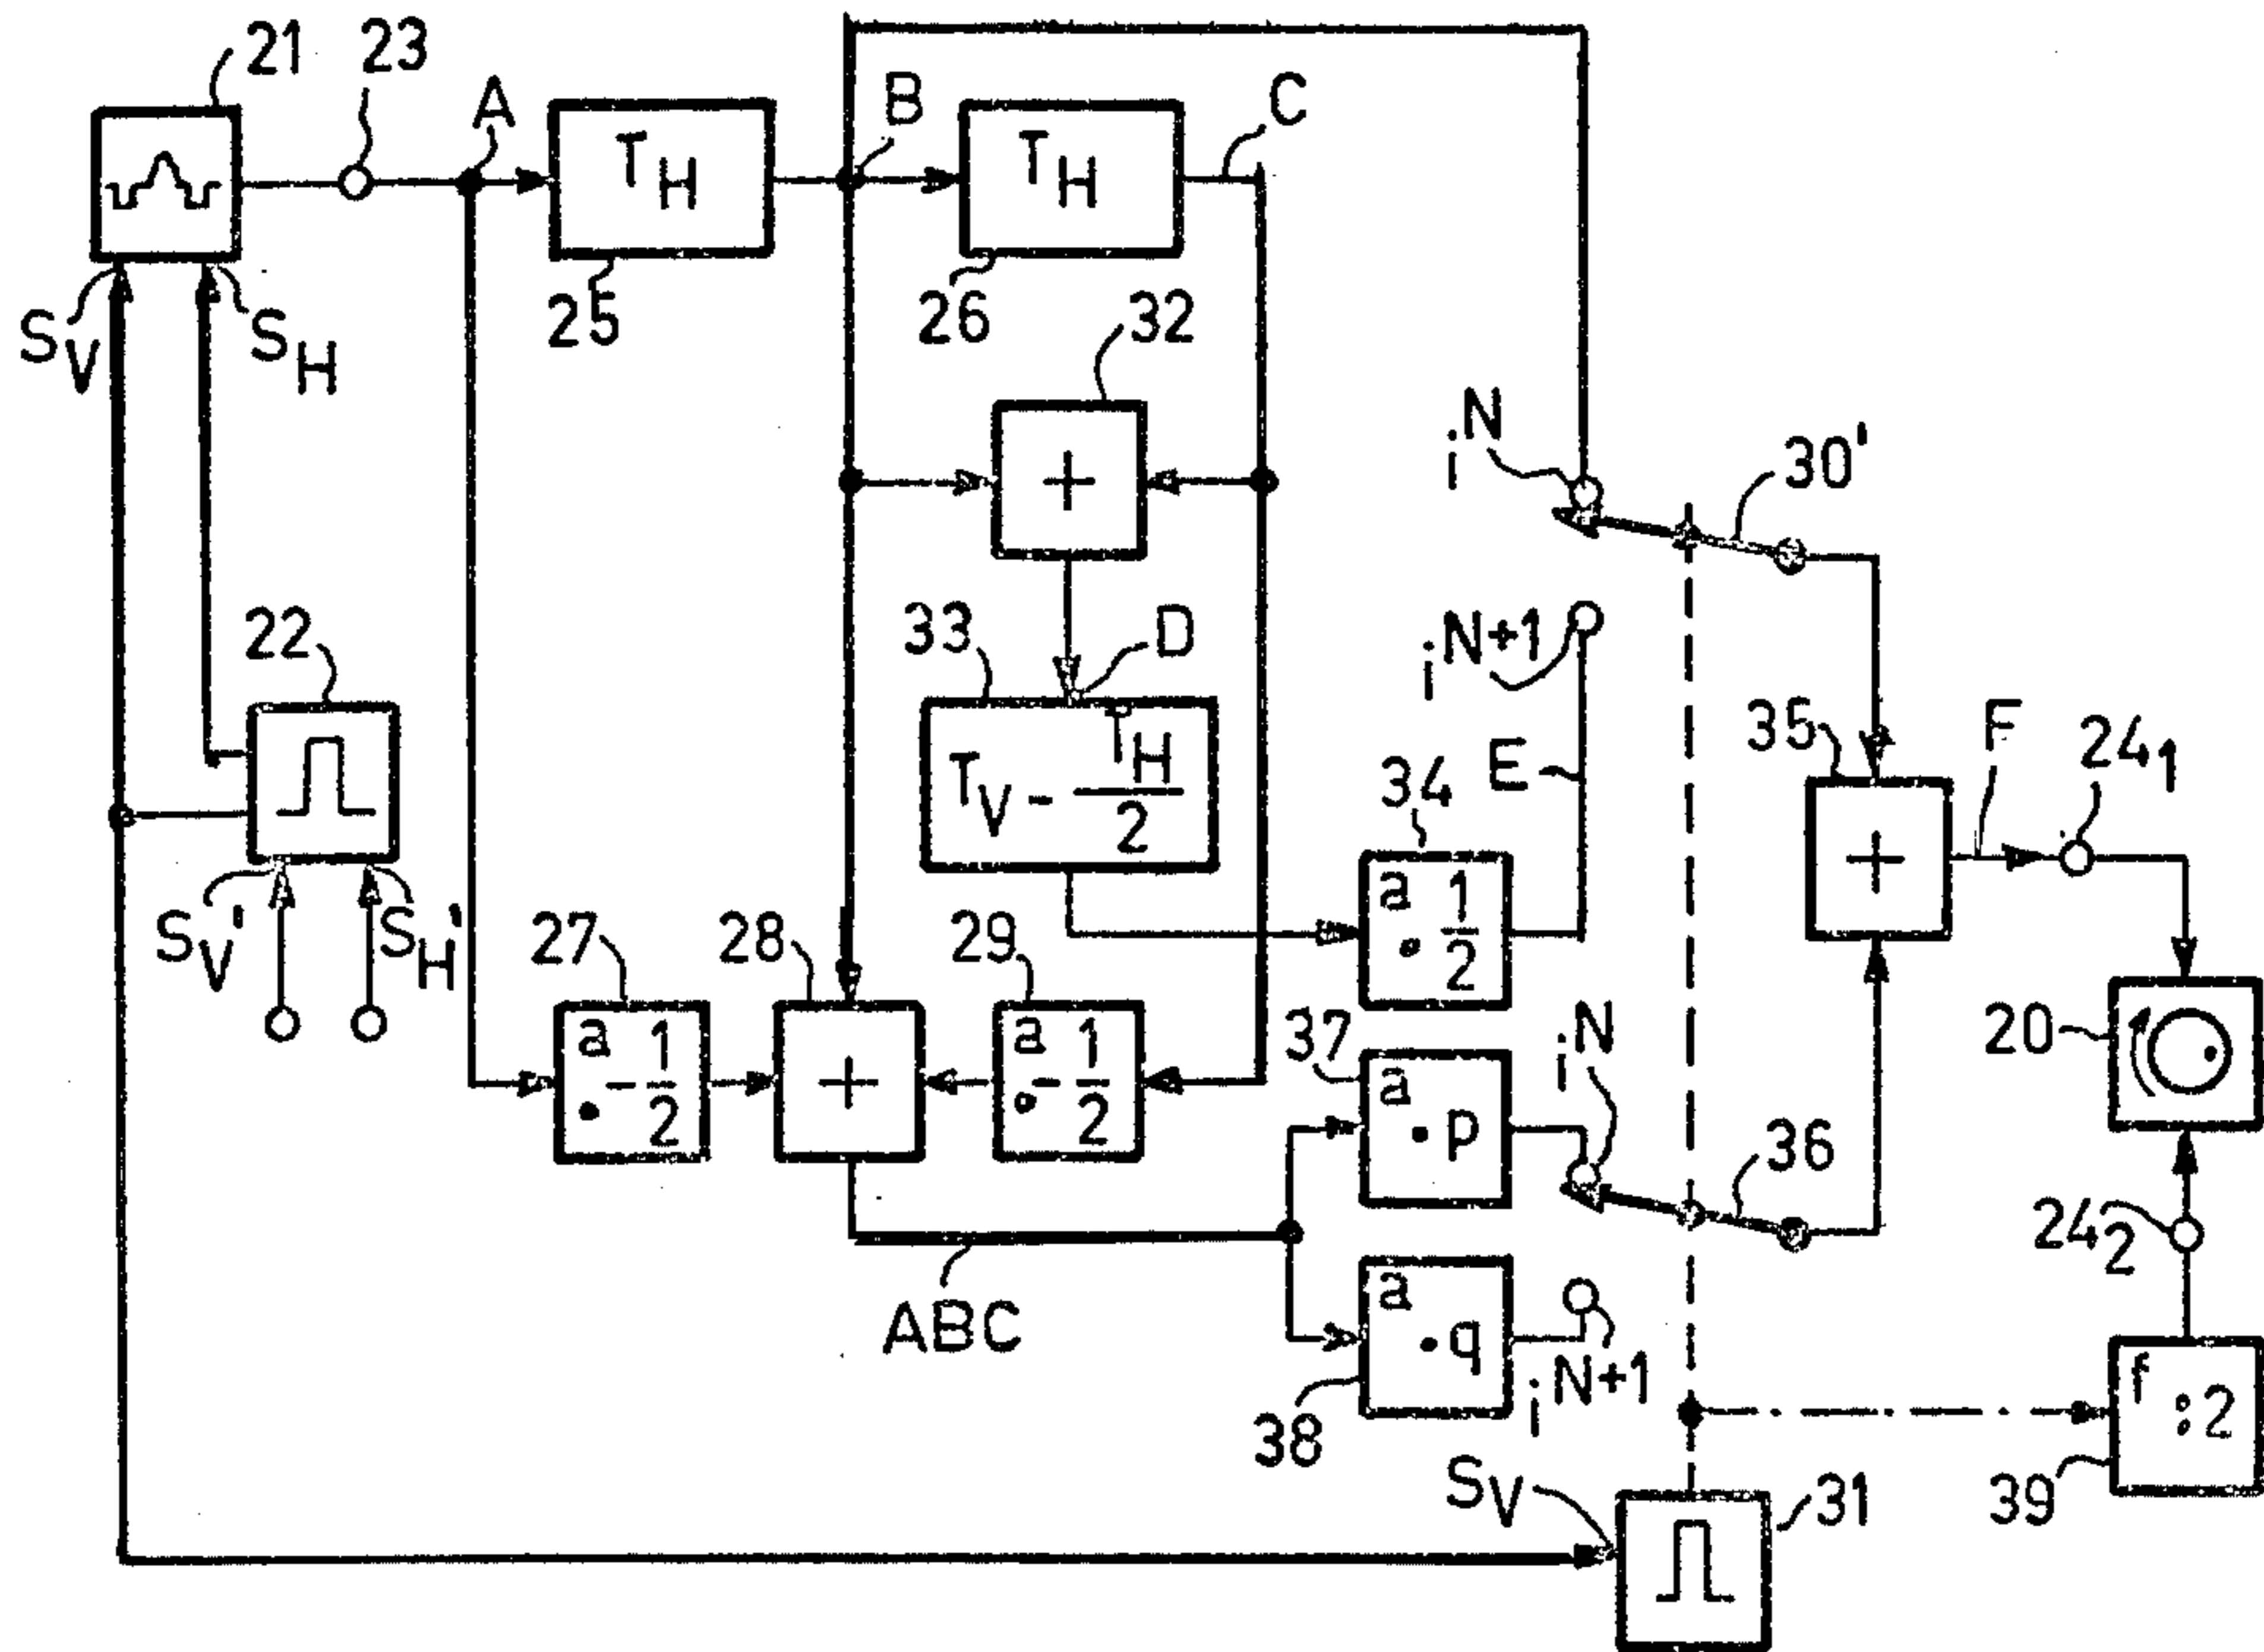 21
23
A
B
C
T_H
T_H
25
26
S_V
S_H
32
+
i^N
30'
22
33
D
i^N+1
T_V - T_H/2
35
F
24_1
E
34
a
. 1/2
+
S_V'
S_H'
27
28
29
20
37
i^N
a
. -1/2
+
a
. -1/2
a
. p
36
24_2
ABC
a
. q
i^N+1
38
f
:2
39
S_V
31